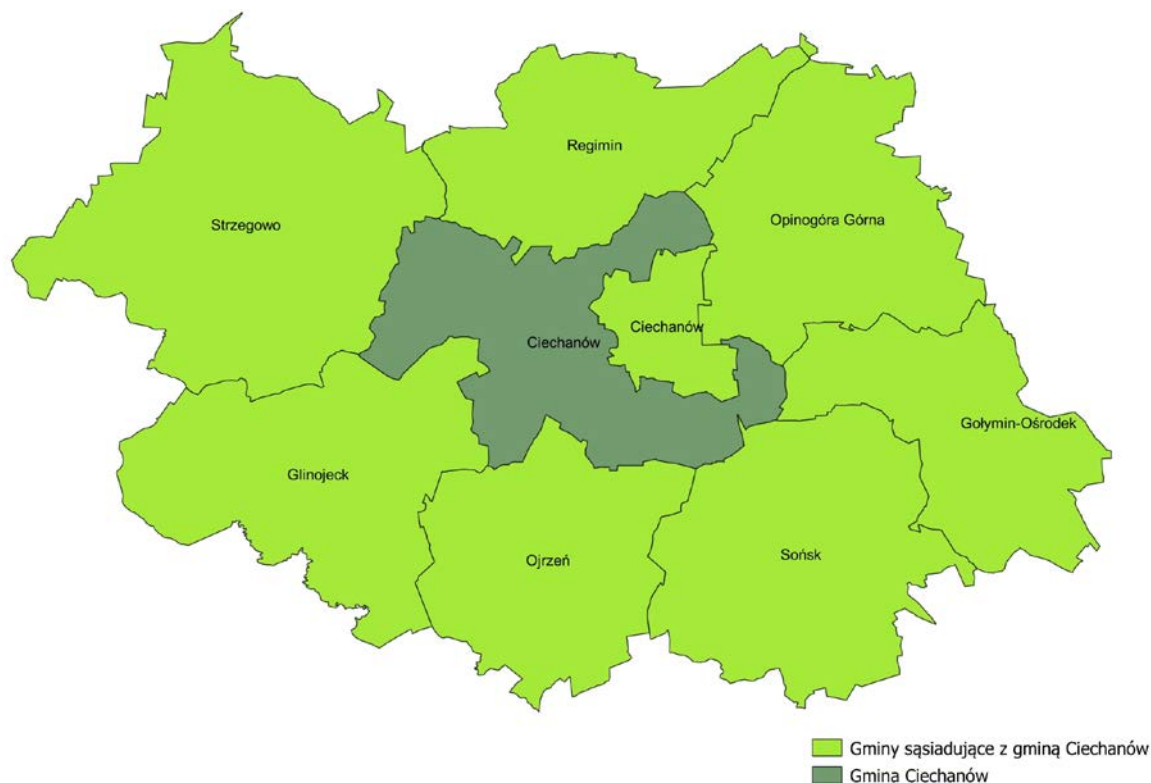 Regimin
Strzegowo
Opinogóra Górna
Ciechanów
Ciechanów
Gołymin-Ośrodek
Glinojeck
Ojrzeń
Sońsk
Gminy sąsiadujące z gminą Ciechanów
Gmina Ciechanów